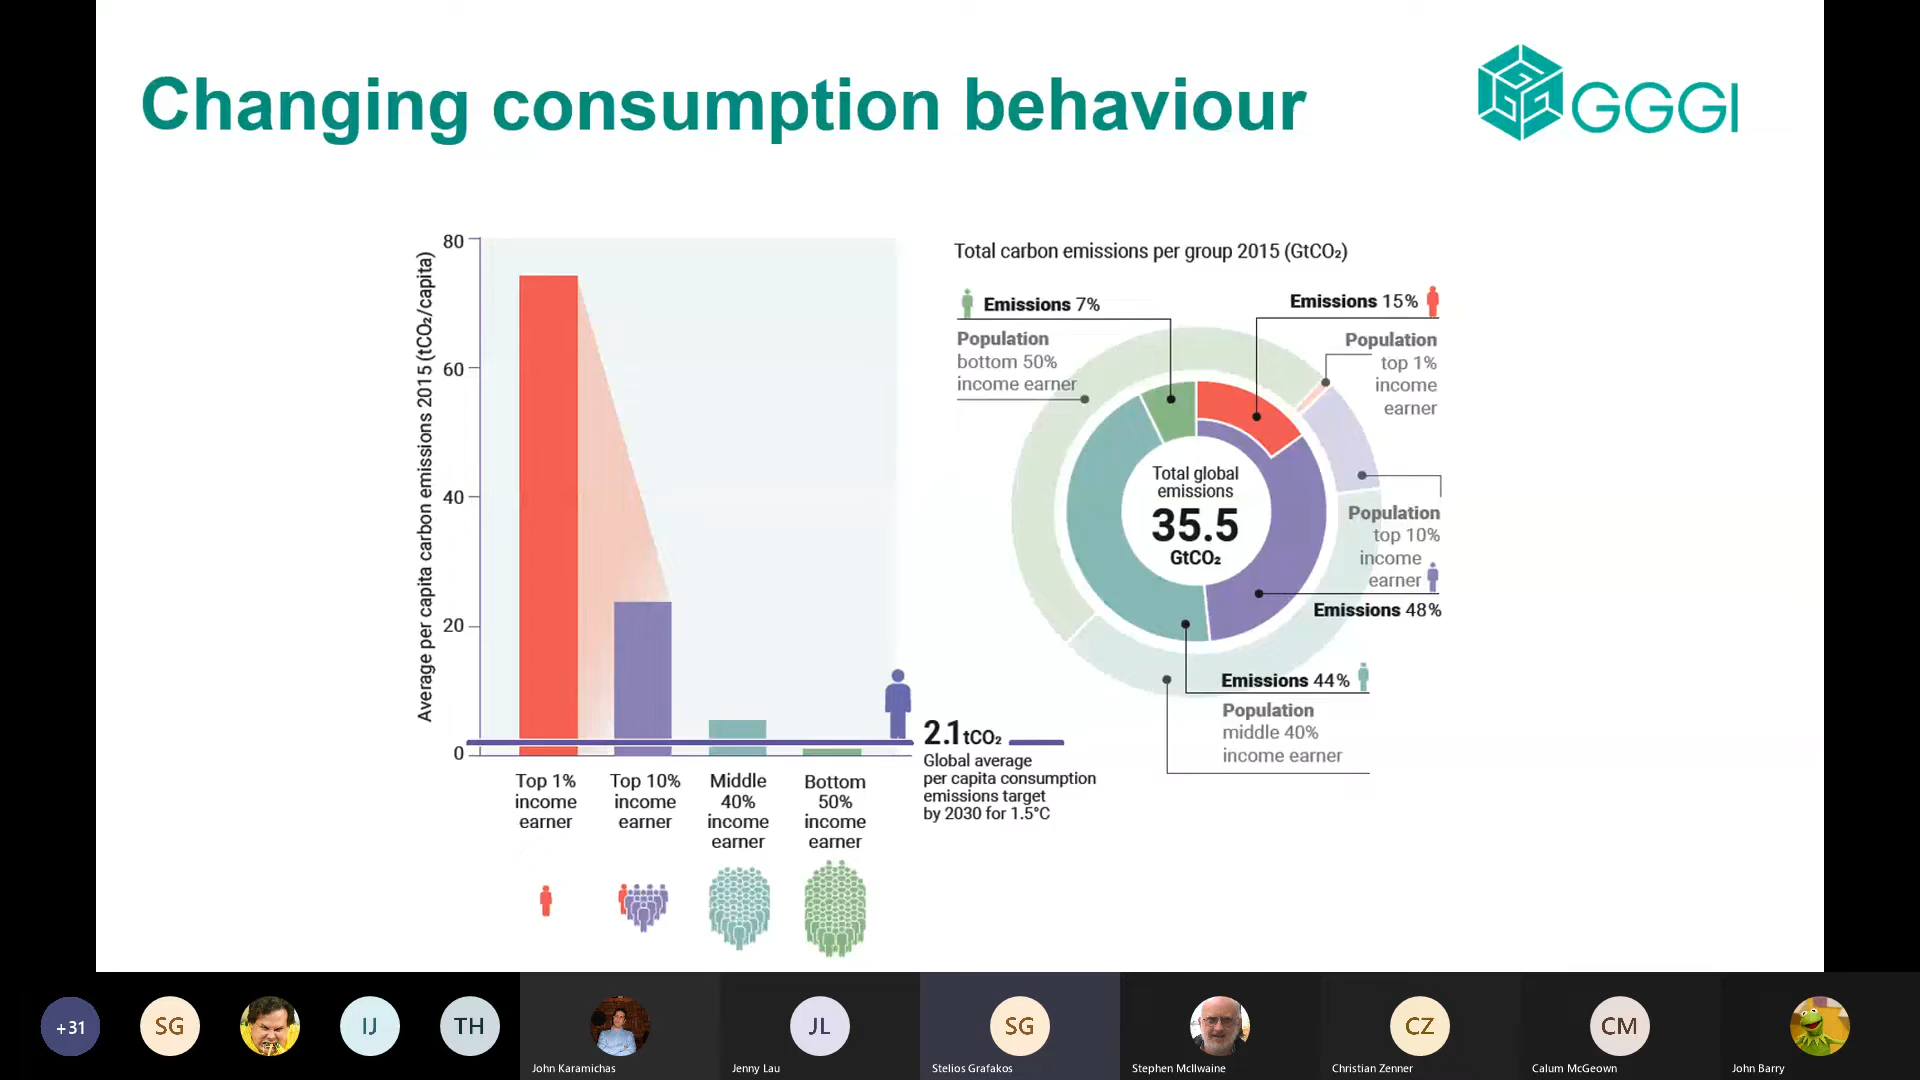 Changing consumption behaviour
GGGI
Average per capita carbon emissions 2015 (tCO₂/capita)
80
60
40
20
0
Top 1%
income
earner
Top 10%
income
earner
Middle
40%
income
earner
Bottom
50%
income
earner
2.1tCO₂
Global average
per capita consumption
emissions target
by 2030 for 1.5°C
Total carbon emissions per group 2015 (GtCO₂)
Emissions 7%
Population
bottom 50%
income earner
Emissions 15%
Population
top 1%
income
earner
Total global
emissions
35.5
GtCO₂
Population
top 10%
income
earner
Emissions 48%
Emissions 44%
Population
middle 40%
income earner
+31
SG
IJ
TH
John Karamichas
JL
Jenny Lau
SG
Stelios Grafakos
Stephen McIlwaine
CZ
Christian Zenner
CM
Calum McGeown
John Barry